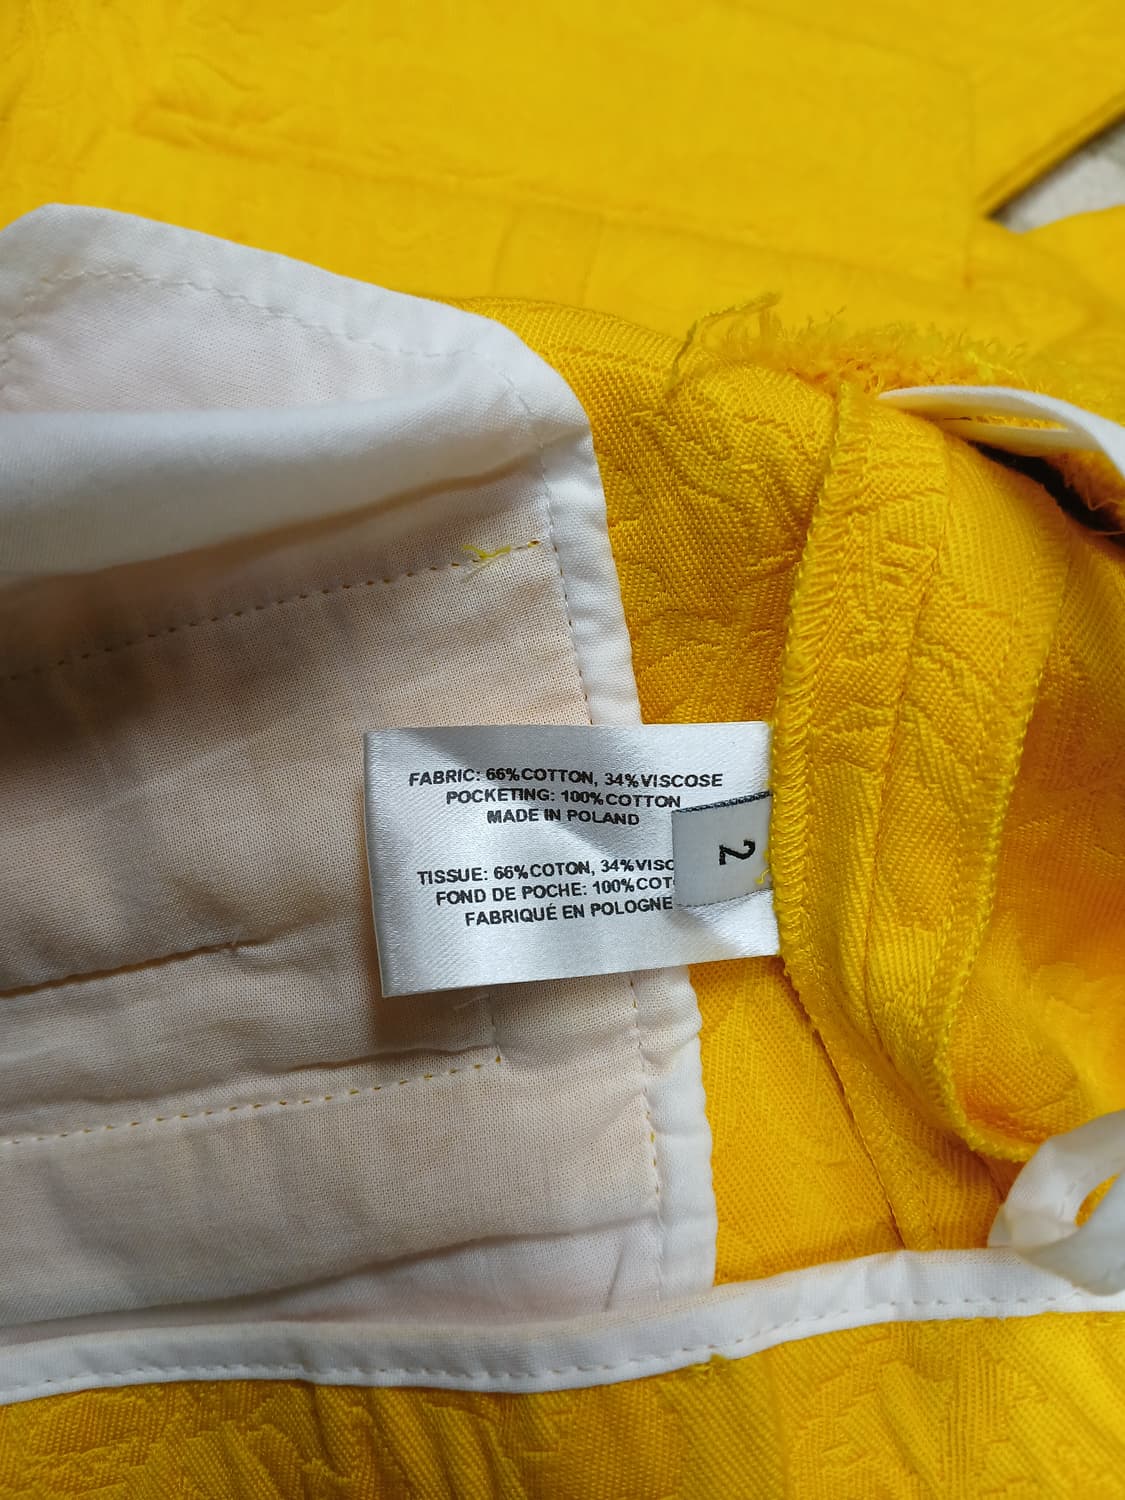 FABRIC: 66%COTTON, 34%VISCOSE
POCKETING: 100%COTTON
MADE IN POLAND
2
TISSUE: 66%COTON, 34%VISC
FOND DE POCHE: 100%COT
FABRIQUÉ EN POLOGNE